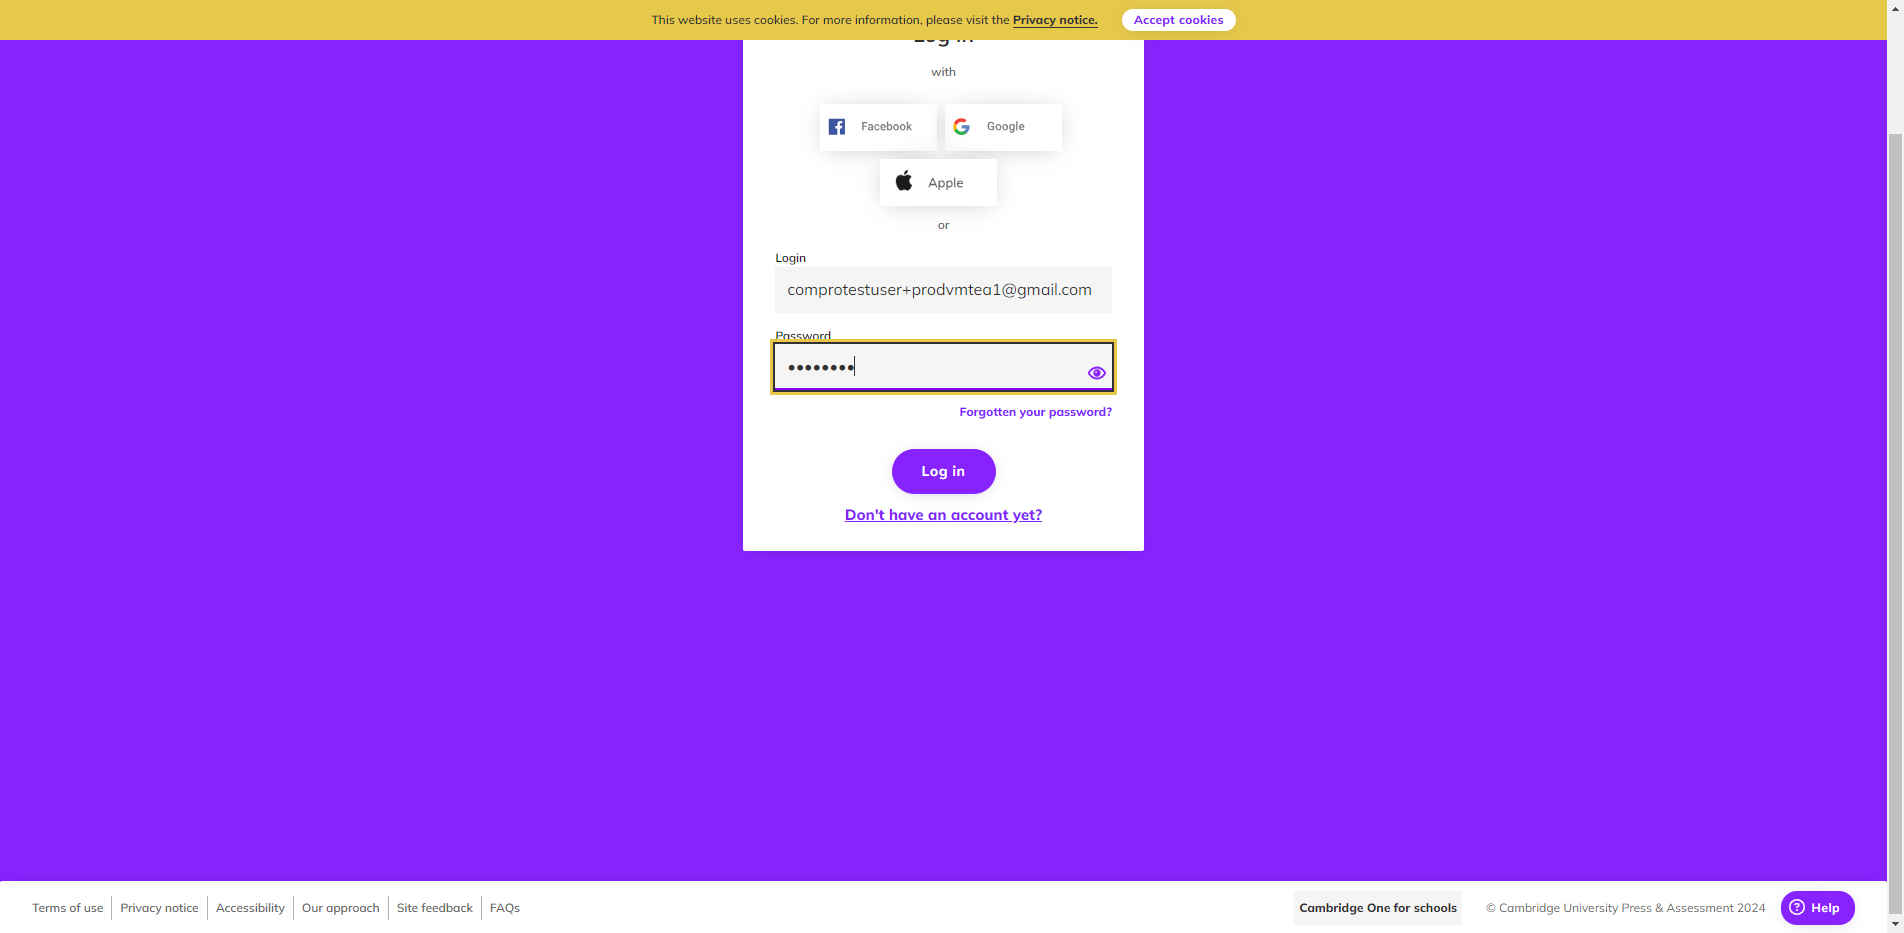 This website uses cookies. For more information, please visit the Privacy notice. Accept cookies
Log in
with
Facebook Google
Apple
or
Login
comprotestuser+prodvmtea1@gmail.com
Password
••••••••
Forgotten your password?
Log in
Don't have an account yet?
Terms of use Privacy notice Accessibility Our approach Site feedback FAQs Cambridge One for schools © Cambridge University Press & Assessment 2024 Help